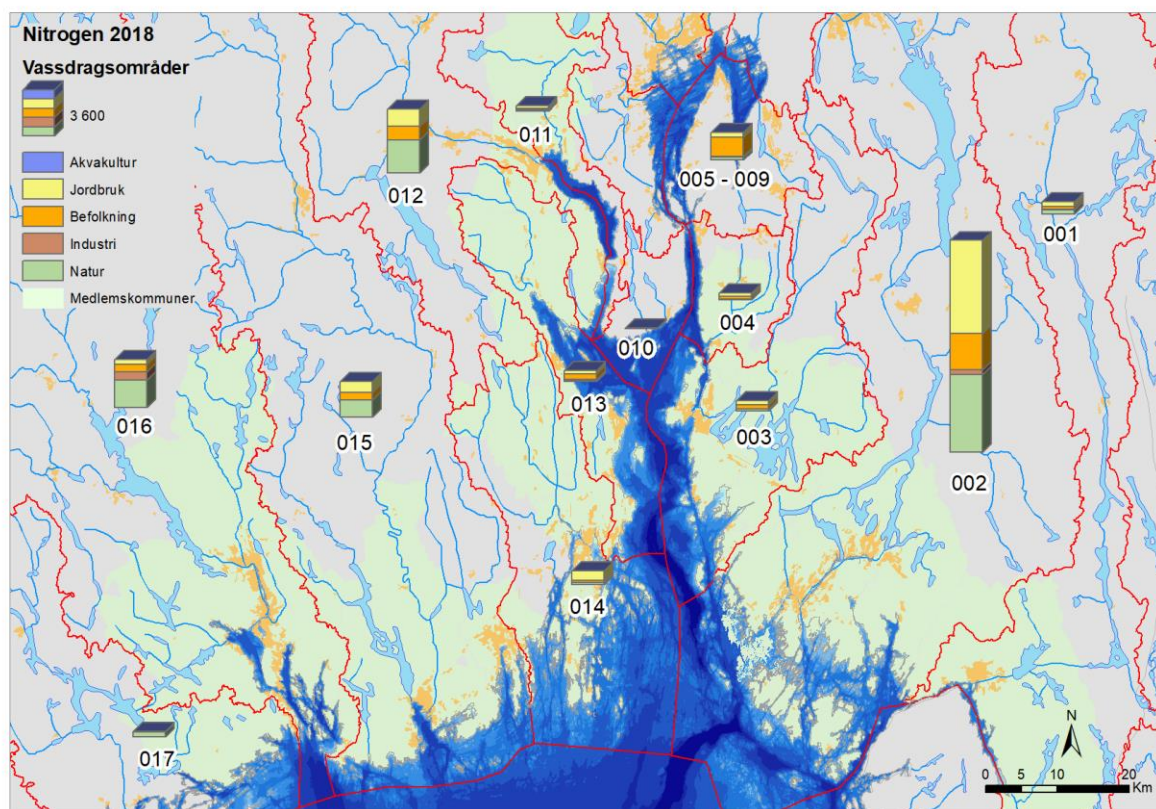 Nitrogen 2018
Vassdragsområder
3 600
Akvakultur
Jordbruk
Befolkning
Industri
Natur
Medlemskommuner
011
012
005 - 009
001
004
010
016
015
013
003
002
014
017
N
0 5 10 20
Km